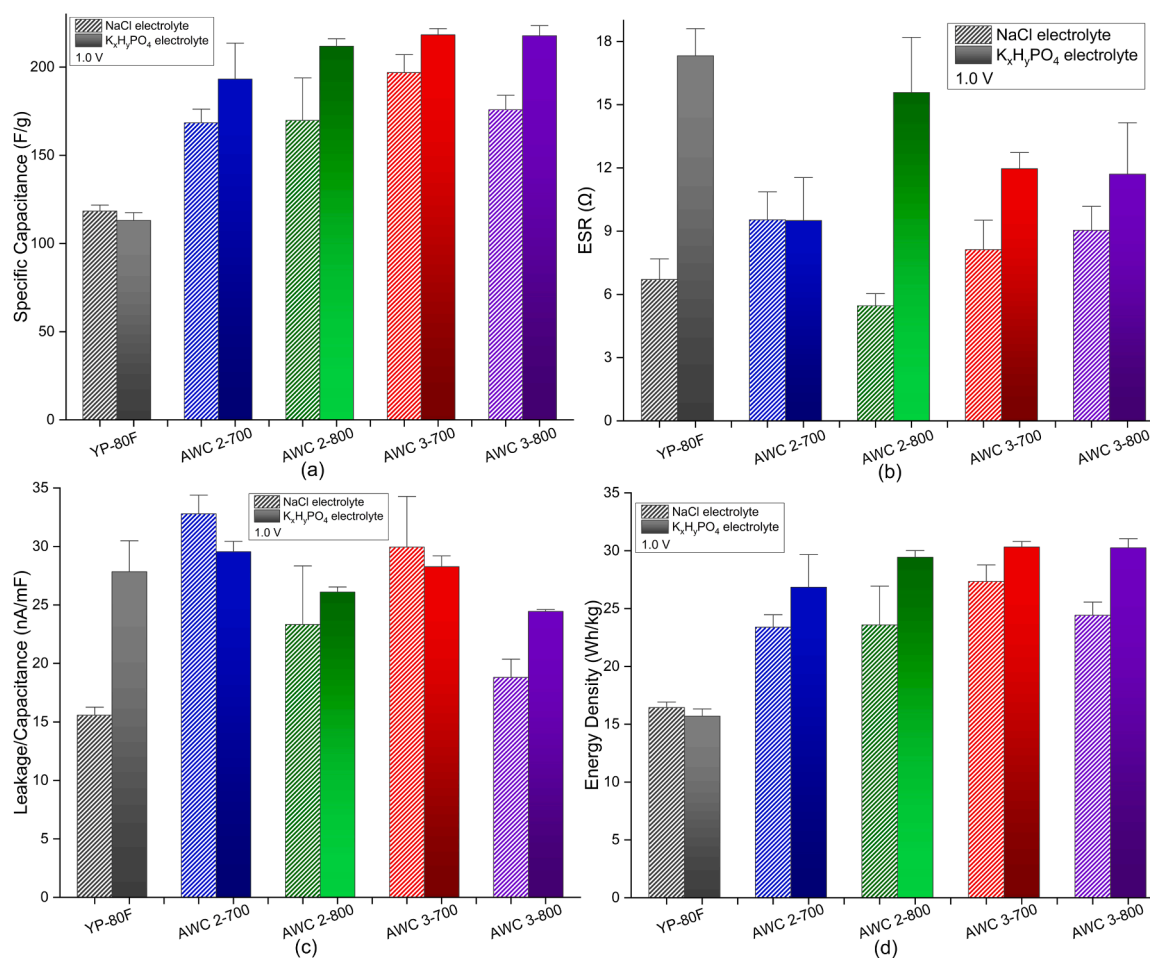 NaCl electrolyte
KxHyPO4 electrolyte
1.0 V
Specific Capacitance (F/g)
200
150
100
50
0
YP-80F
AWC 2-700
AWC 2-800
AWC 3-700
AWC 3-800
(a)
NaCl electrolyte
KxHyPO4 electrolyte
1.0 V
ESR (Ω)
18
15
12
9
6
3
0
YP-80F
AWC 2-700
AWC 2-800
AWC 3-700
AWC 3-800
(b)
NaCl electrolyte
KxHyPO4 electrolyte
1.0 V
Leakage/Capacitance (nA/mF)
35
30
25
20
15
10
5
0
YP-80F
AWC 2-700
AWC 2-800
AWC 3-700
AWC 3-800
(c)
NaCl electrolyte
KxHyPO4 electrolyte
1.0 V
Energy Density (Wh/kg)
35
30
25
20
15
10
5
0
YP-80F
AWC 2-700
AWC 2-800
AWC 3-700
AWC 3-800
(d)